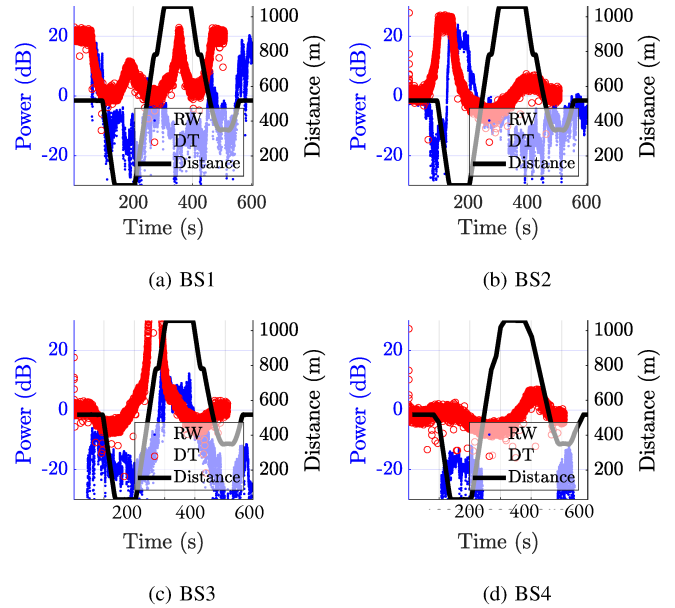 20
0
-20
Power (dB)
1000
800
600
400
200
Distance (m)
RW
DT
Distance
200
400
600
Time (s)
(a) BS1
20
0
-20
Power (dB)
1000
800
600
400
200
Distance (m)
RW
DT
Distance
200
400
600
Time (s)
(b) BS2
20
0
-20
Power (dB)
1000
800
600
400
200
Distance (m)
RW
DT
Distance
200
400
600
Time (s)
(c) BS3
20
0
-20
Power (dB)
1000
800
600
400
200
Distance (m)
RW
DT
Distance
200
400
600
Time (s)
(d) BS4